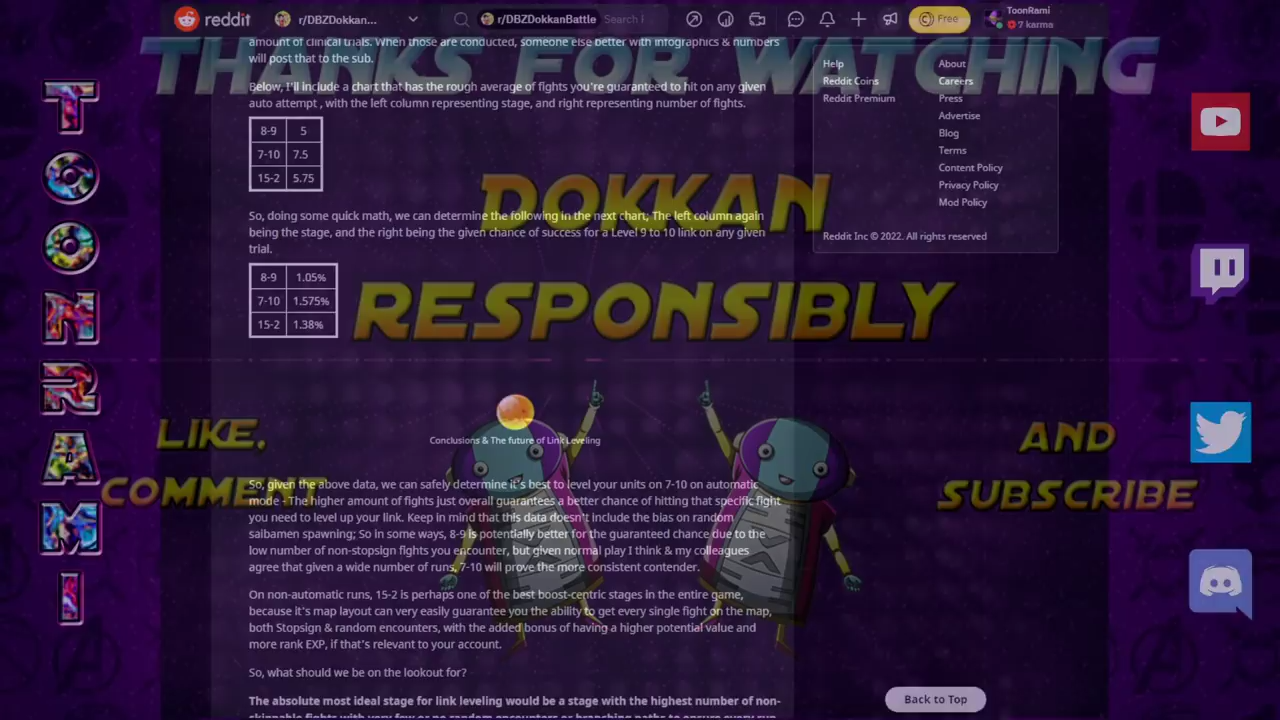 reddit
r/DBZDokkan...
r/DBZDokkanBattle
Search
Free
ToonRami
7 karma
THANKS FOR WATCHING
amount of clinical trials. When those are conducted, someone else better with infographics & numbers
will post that to the sub.
Below, I'll include a chart that has the rough average of fights you're guaranteed to hit on any given
auto attempt , with the left column representing stage, and right representing number of fights.
8-9 5
7-10 7.5
15-2 5.75
So, doing some quick math, we can determine the following in the next chart, The left column again
being the stage, and the right being the given chance of success for a Level 9 to 10 link on any given
trial.
8-9 1.05%
7-10 1.575%
15-2 1.38%
Help
Reddit Coins
Reddit Premium
About
Careers
Press
Advertise
Blog
Terms
Content Policy
Privacy Policy
Mod Policy
Reddit Inc © 2022. All rights reserved
TOONRAMI
DOKKAN
RESPONSIBLY
LIKE,
COMMENT
AND
SUBSCRIBE
Conclusions & The future of Link Leveling
So, given the above data, we can safely determine it's best to level your units on 7-10 on automatic
mode - The higher amount of fights just overall guarantees a better chance of hitting that specific fight
you need to level up your link. Keep in mind that this data doesn't include the bias on random
saibamen spawning; So in some ways, 8-9 is potentially better for the guaranteed chance due to the
low number of non-stopsign fights you encounter, but given normal play I think & my colleagues
agree that given a wide number of runs, 7-10 will prove the more consistent contender.
On non-automatic runs, 15-2 is perhaps one of the best boost-centric stages in the entire game,
because it's map layout can very easily guarantee you the ability to get every single fight on the map,
both Stopsign & random encounters, with the added bonus of having a higher potential value and
more rank EXP, if that's relevant to your account.
So, what should we be on the lookout for?
The absolute most ideal stage for link leveling would be a stage with the highest number of non-
skippable fights with very few or no random encounters or branching paths to ensure every run
Back to Top